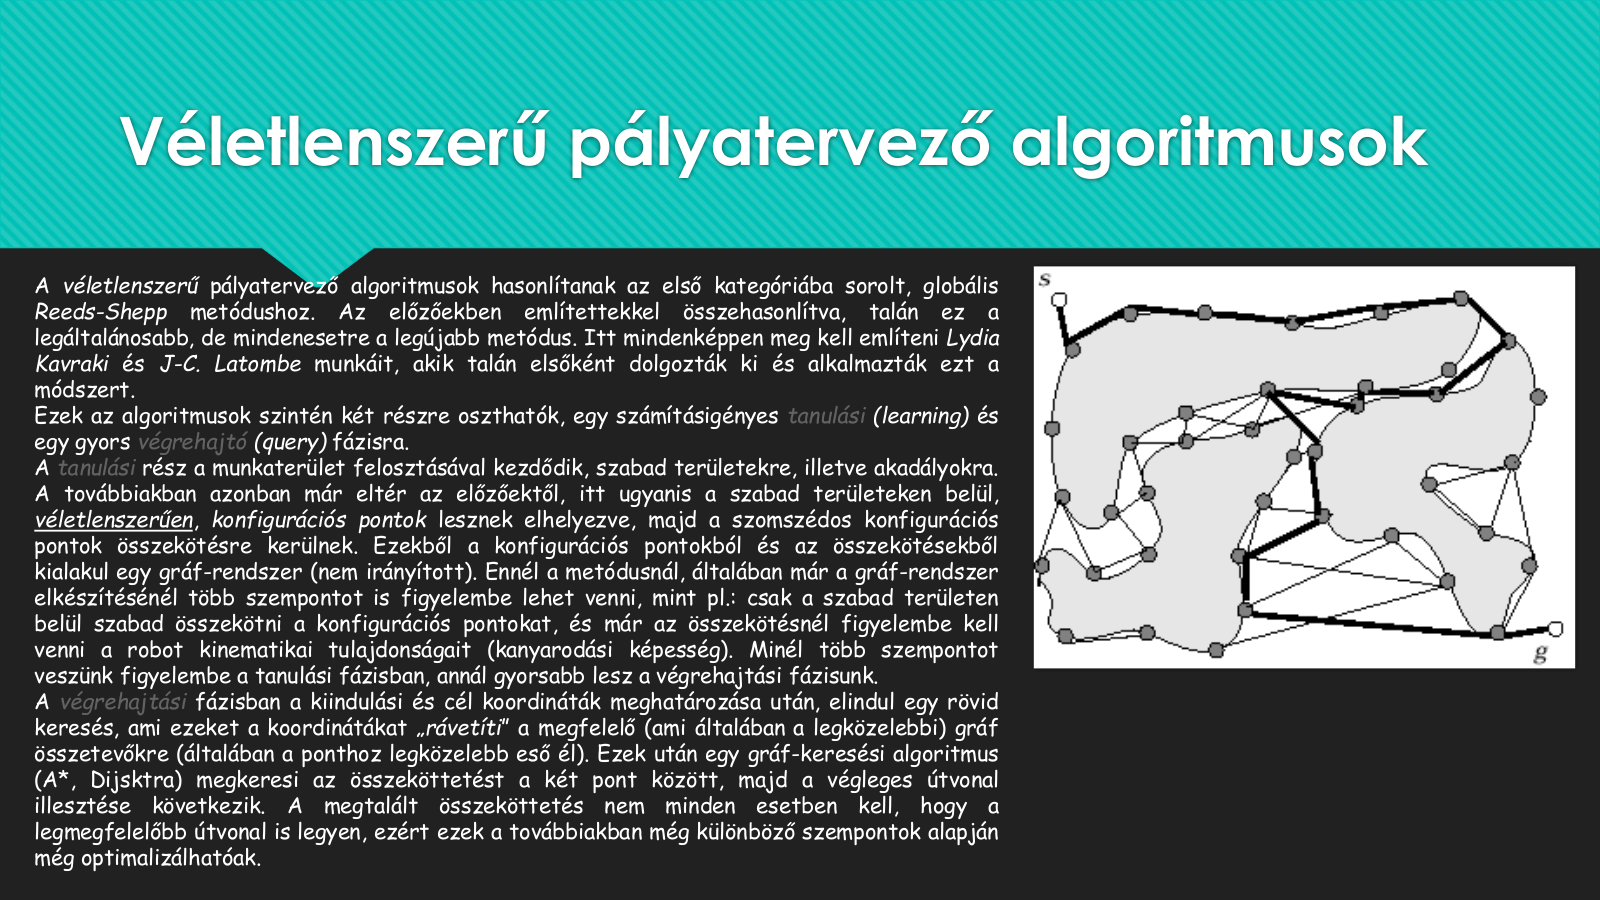 Véletlenszerű pályatervező algoritmusok
A véletlenszerű pályatervező algoritmusok hasonlítanak az első kategóriába sorolt, globális
Reeds-Shepp metódushoz. Az előzőekben említettekkel összehasonlítva, talán ez a
legáltalánosabb, de mindenesetre a legújabb metódus. Itt mindenképpen meg kell említeni Lydia
Kavraki és J-C. Latombe munkáit, akik talán elsőként dolgozták ki és alkalmazták ezt a
módszert.
Ezek az algoritmusok szintén két részre oszthatók, egy számításigényes tanulási (learning) és
egy gyors végrehajtó (query) fázisra.
A tanulási rész a munkaterület felosztásával kezdődik, szabad területekre, illetve akadályokra.
A továbbiakban azonban már eltér az előzőektől, itt ugyanis a szabad területeken belül,
véletlenszerűen, konfigurációs pontok lesznek elhelyezve, majd a szomszédos konfigurációs
pontok összekötésre kerülnek. Ezekből a konfigurációs pontokból és az összekötésekből
kialakul egy gráf-rendszer (nem irányított). Ennél a metódusnál, általában már a gráf-rendszer
elkészítésénél több szempontot is figyelembe lehet venni, mint pl.: csak a szabad területen
belül szabad összekötni a konfigurációs pontokat, és már az összekötésnél figyelembe kell
venni a robot kinematikai tulajdonságait (kanyarodási képesség). Minél több szempontot
veszünk figyelembe a tanulási fázisban, annál gyorsabb lesz a végrehajtási fázisunk.
A végrehajtási fázisban a kiindulási és cél koordináták meghatározása után, elindul egy rövid
keresés, ami ezeket a koordinátákat „rávetíti" a megfelelő (ami általában a legközelebbi) gráf
összetevőkre (általában a ponthoz legközelebb eső él). Ezek után egy gráf-keresési algoritmus
(A*, Dijsktra) megkeresi az összeköttetést a két pont között, majd a végleges útvonal
illesztése következik. A megtalált összeköttetés nem minden esetben kell, hogy a
legmegfelelőbb útvonal is legyen, ezért ezek a továbbiakban még különböző szempontok alapján
még optimalizálhatóak.
s
g